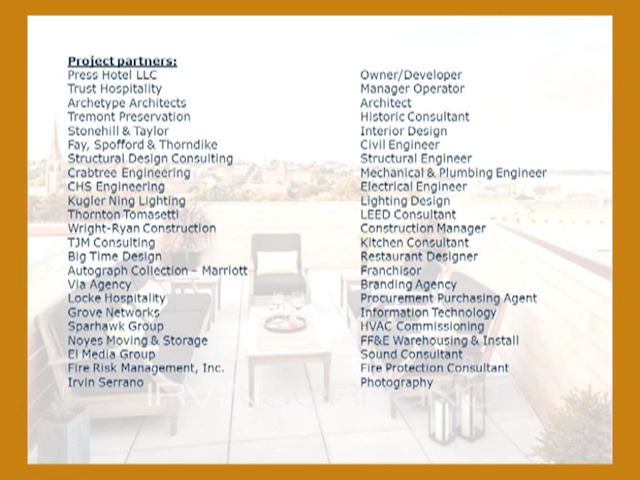 Project partners:
Press Hotel LLC Owner/Developer
Trust Hospitality Manager Operator
Archetype Architects Architect
Tremont Preservation Historic Consultant
Stonehill & Taylor Interior Design
Fay, Spofford & Thorndike Civil Engineer
Structural Design Consulting Structural Engineer
Crabtree Engineering Mechanical & Plumbing Engineer
CHS Engineering Electrical Engineer
Kugler Ning Lighting Lighting Design
Thornton Tomasetti LEED Consultant
Wright-Ryan Construction Construction Manager
TJM Consulting Kitchen Consultant
Big Time Design Restaurant Designer
Autograph Collection – Marriott Franchisor
Via Agency Branding Agency
Locke Hospitality Procurement Purchasing Agent
Grove Networks Information Technology
Sparhawk Group HVAC Commissioning
Noyes Moving & Storage FF&E Warehousing & Install
EI Media Group Sound Consultant
Fire Risk Management, Inc. Fire Protection Consultant
Irvin Serrano Photography